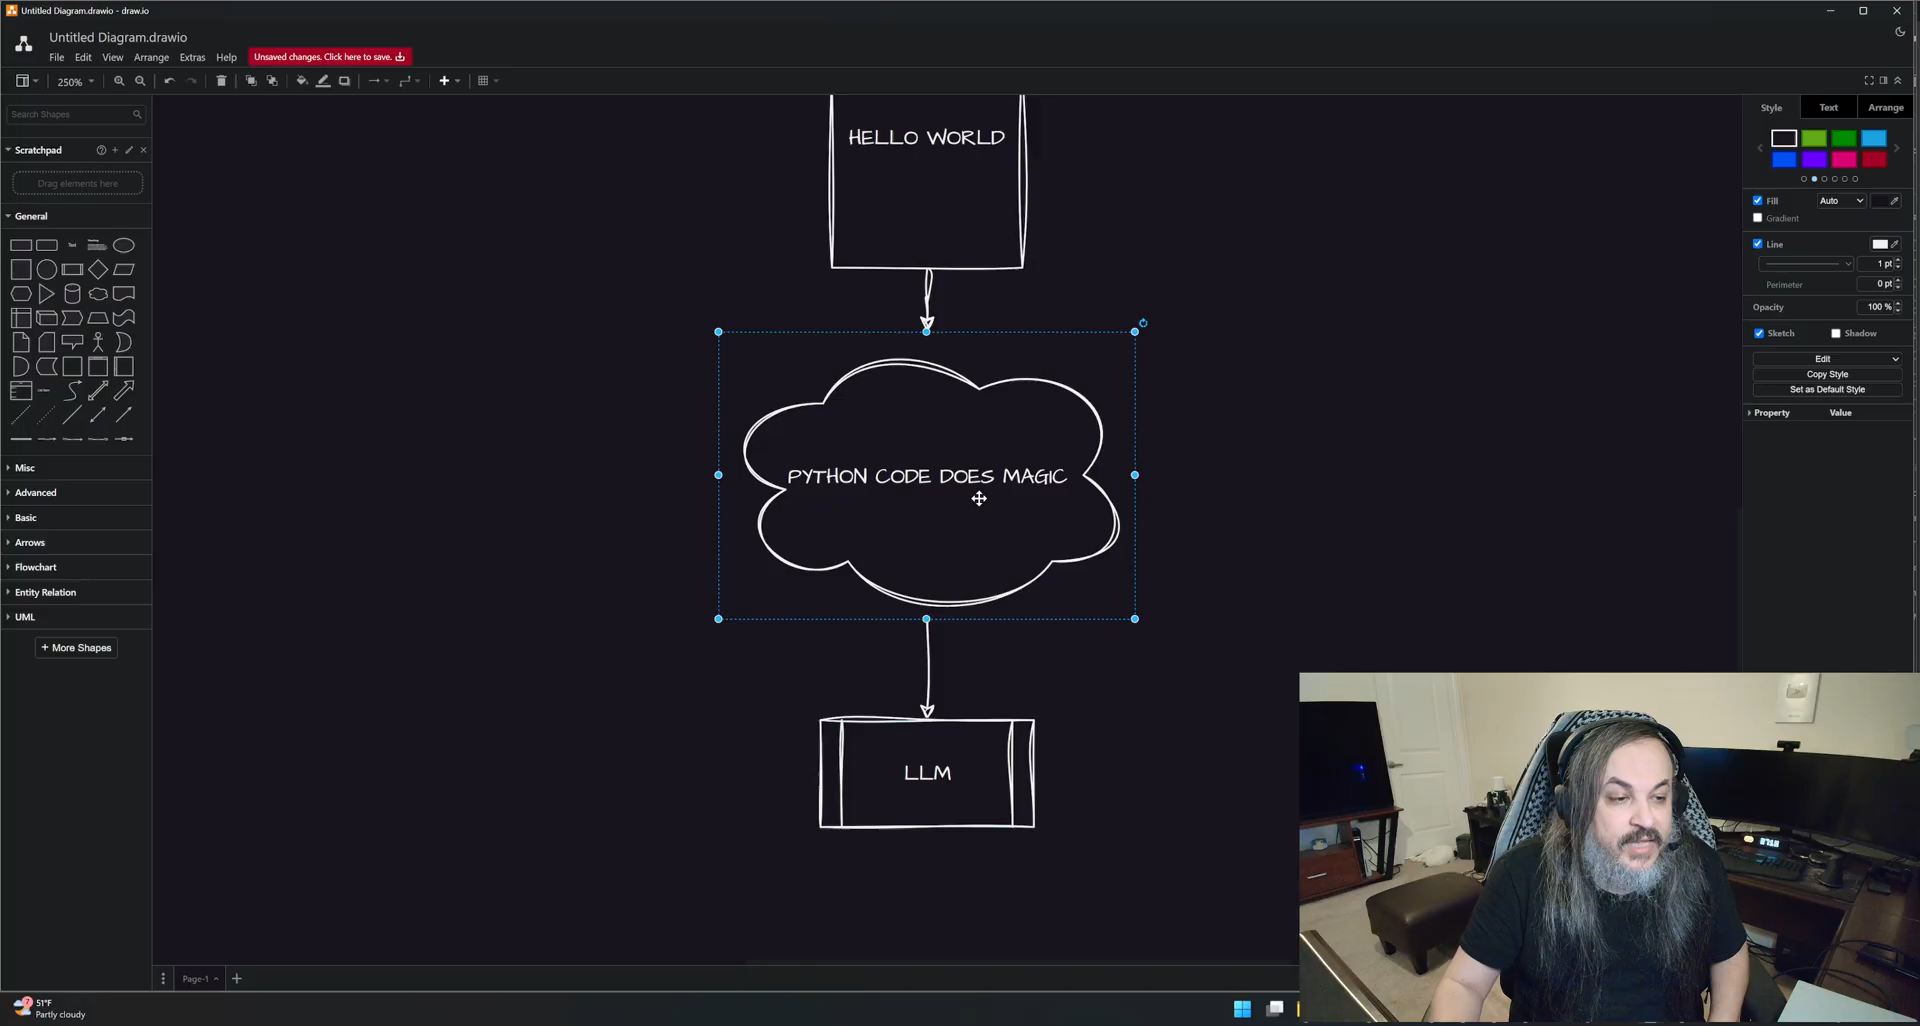 Untitled Diagram.drawio - draw.io
Untitled Diagram.drawio
File Edit View Arrange Extras Help
Unsaved changes. Click here to save.
250%
Search Shapes
Scratchpad
Drag elements here
General
Text
Misc
Advanced
Basic
Arrows
Flowchart
Entity Relation
UML
+ More Shapes
HELLO WORLD
PYTHON CODE DOES MAGIC
LLM
Style Text Arrange
Fill Auto
Gradient
Line
1 pt
Perimeter 0 pt
Opacity 100 %
Sketch Shadow
Edit
Copy Style
Set as Default Style
Property Value
Page-1
51°F
Partly cloudy